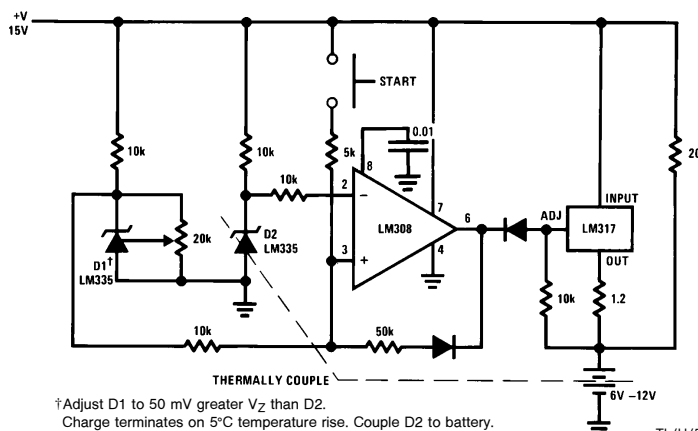 +V
15V
START
0.01
10k
10k
5k
8
10k
2
−
7
6
ADJ
INPUT
LM317
OUT
LM308
3
+
4
D1†
LM335
20k
D2
LM335
10k
50k
10k
1.2
THERMALLY COUPLE
6V –12V
†Adjust D1 to 50 mV greater VZ than D2.
Charge terminates on 5°C temperature rise. Couple D2 to battery.